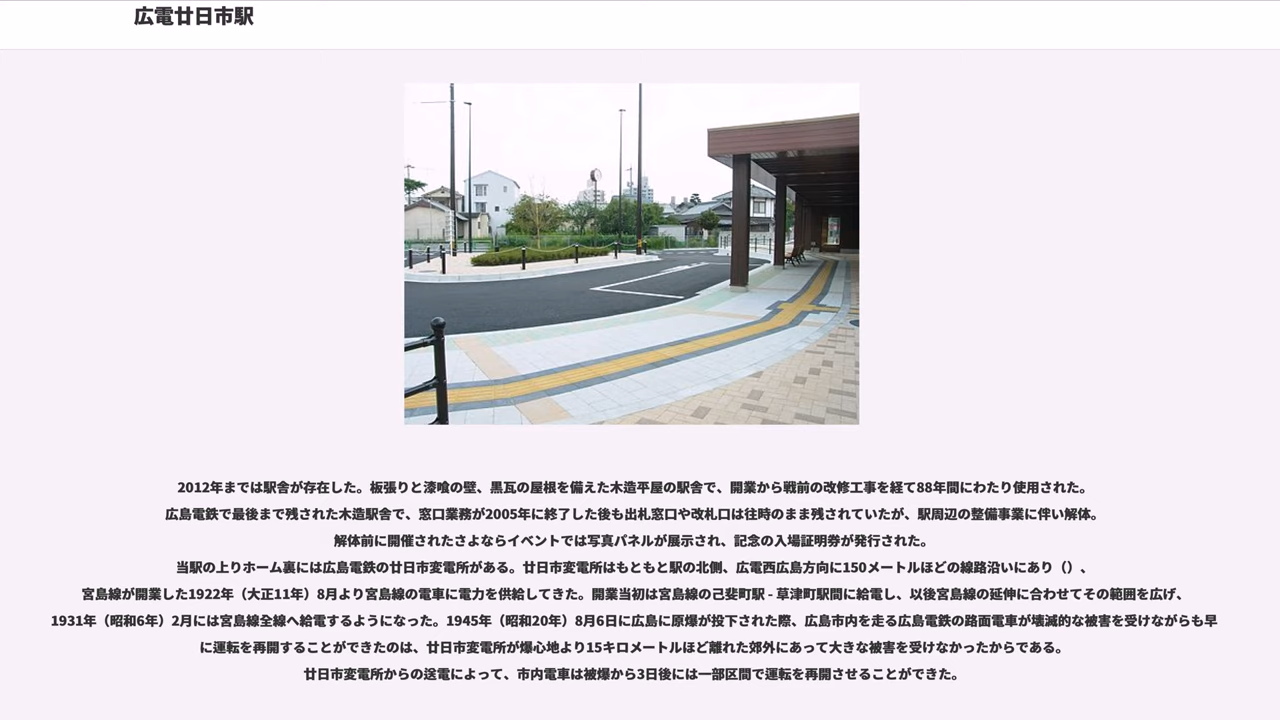 広電廿日市駅
2012年までは駅舎が存在した。板張りと漆喰の壁、黒瓦の屋根を備えた木造平屋の駅舎で、開業から戦前の改修工事を経て88年間にわたり使用された。
広島電鉄で最後まで残された木造駅舎で、窓口業務が2005年に終了した後も出札窓口や改札口は往時のまま残されていたが、駅周辺の整備事業に伴い解体。
解体前に開催されたさよならイベントでは写真パネルが展示され、記念の入場証明券が発行された。
当駅の上りホーム裏には広島電鉄の廿日市変電所がある。廿日市変電所はもともと駅の北側、広電西広島方向に150メートルほどの線路沿いにあり（）、
宮島線が開業した1922年（大正11年）8月より宮島線の電車に電力を供給してきた。開業当初は宮島線の己斐町駅 - 草津町駅間に給電し、以後宮島線の延伸に合わせてその範囲を広げ、
1931年（昭和6年）2月には宮島線全線へ給電するようになった。1945年（昭和20年）8月6日に広島に原爆が投下された際、広島市内を走る広島電鉄の路面電車が壊滅的な被害を受けながらも早
に運転を再開することができたのは、廿日市変電所が爆心地より15キロメートルほど離れた郊外にあって大きな被害を受けなかったからである。
廿日市変電所からの送電によって、市内電車は被爆から3日後には一部区間で運転を再開させることができた。